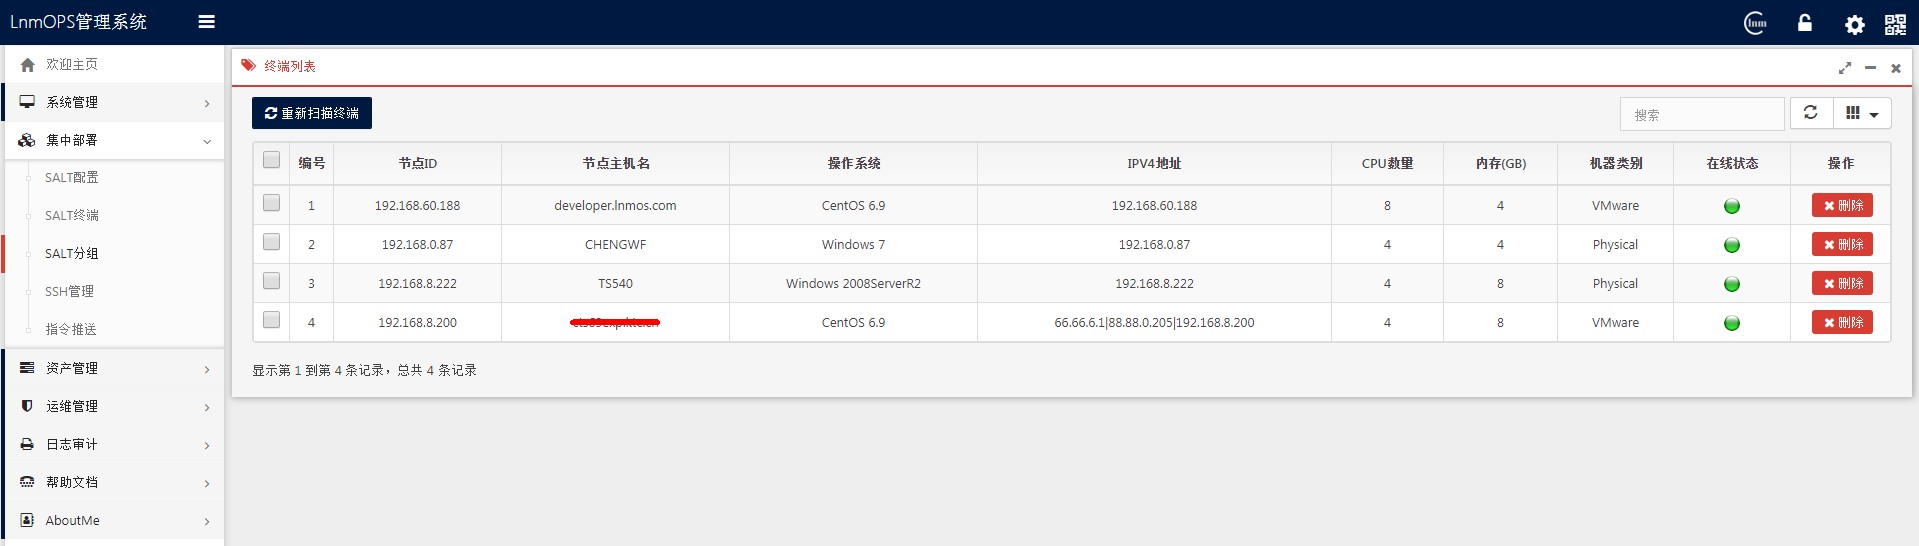 LnmOPS管理系统
lnm
欢迎主页
系统管理
集中部署
SALT配置
SALT终端
SALT分组
SSH管理
指令推送
资产管理
运维管理
日志审计
帮助文档
AboutMe
终端列表
重新扫描终端
搜索
编号 节点ID 节点主机名 操作系统 IPV4地址 CPU数量 内存(GB) 机器类别 在线状态 操作
1 192.168.60.188 developer.lnmos.com CentOS 6.9 192.168.60.188 8 4 VMware 删除
2 192.168.0.87 CHENGWF Windows 7 192.168.0.87 4 4 Physical 删除
3 192.168.8.222 TS540 Windows 2008ServerR2 192.168.8.222 4 8 Physical 删除
4 192.168.8.200 CentOS 6.9 66.66.6.1|88.88.0.205|192.168.8.200 4 8 VMware 删除
显示第 1 到第 4 条记录，总共 4 条记录